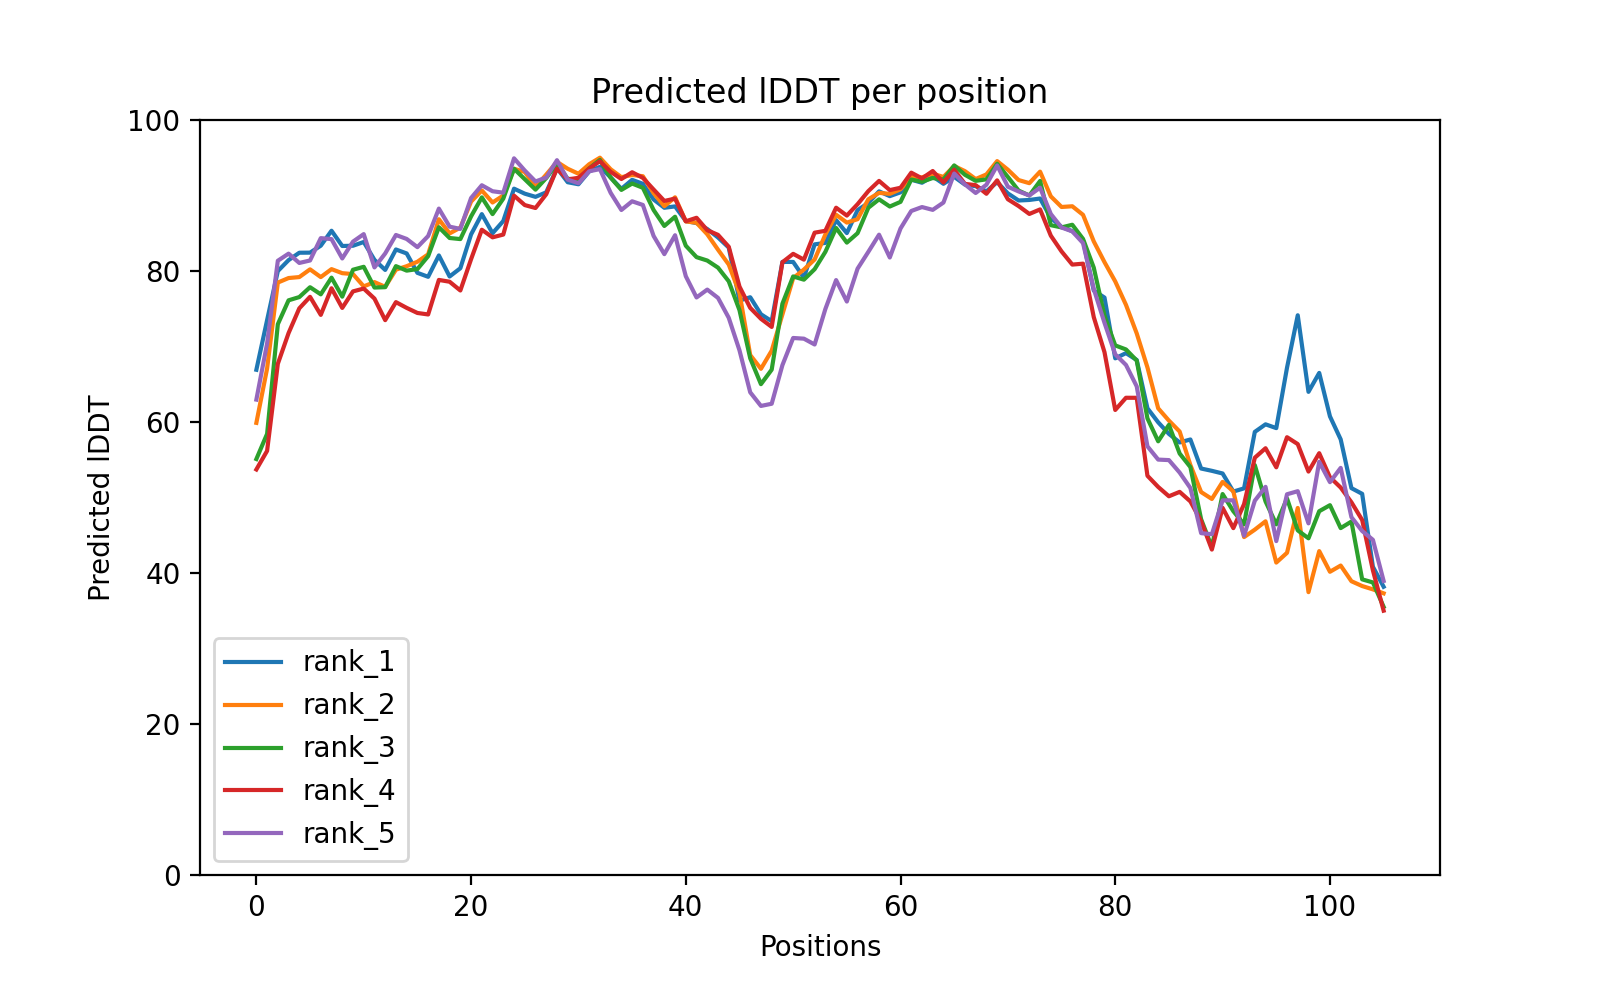 Predicted lDDT per position
100
80
60
40
20
0
Predicted lDDT
rank_1
rank_2
rank_3
rank_4
rank_5
0 20 40 60 80 100
Positions